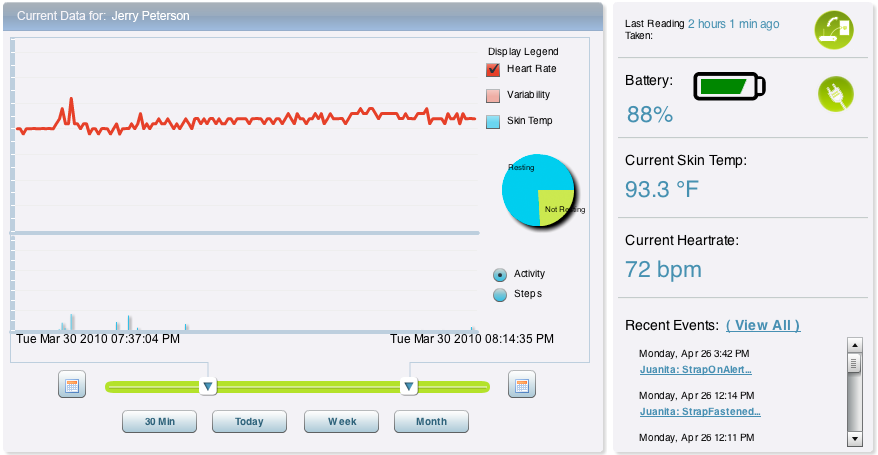 Current Data for: Jerry Peterson
Display Legend
Heart Rate
Variability
Skin Temp
Resting
Not Resting
Activity
Steps
Tue Mar 30 2010 07:37:04 PM
Tue Mar 30 2010 08:14:35 PM
30 Min
Today
Week
Month
Last Reading 2 hours 1 min ago
Taken:
Battery:
88%
Current Skin Temp:
93.3 °F
Current Heartrate:
72 bpm
Recent Events: ( View All )
Monday, Apr 26 3:42 PM
Juanita: StrapOnAlert...
Monday, Apr 26 12:14 PM
Juanita: StrapFastened...
Monday, Apr 26 12:11 PM